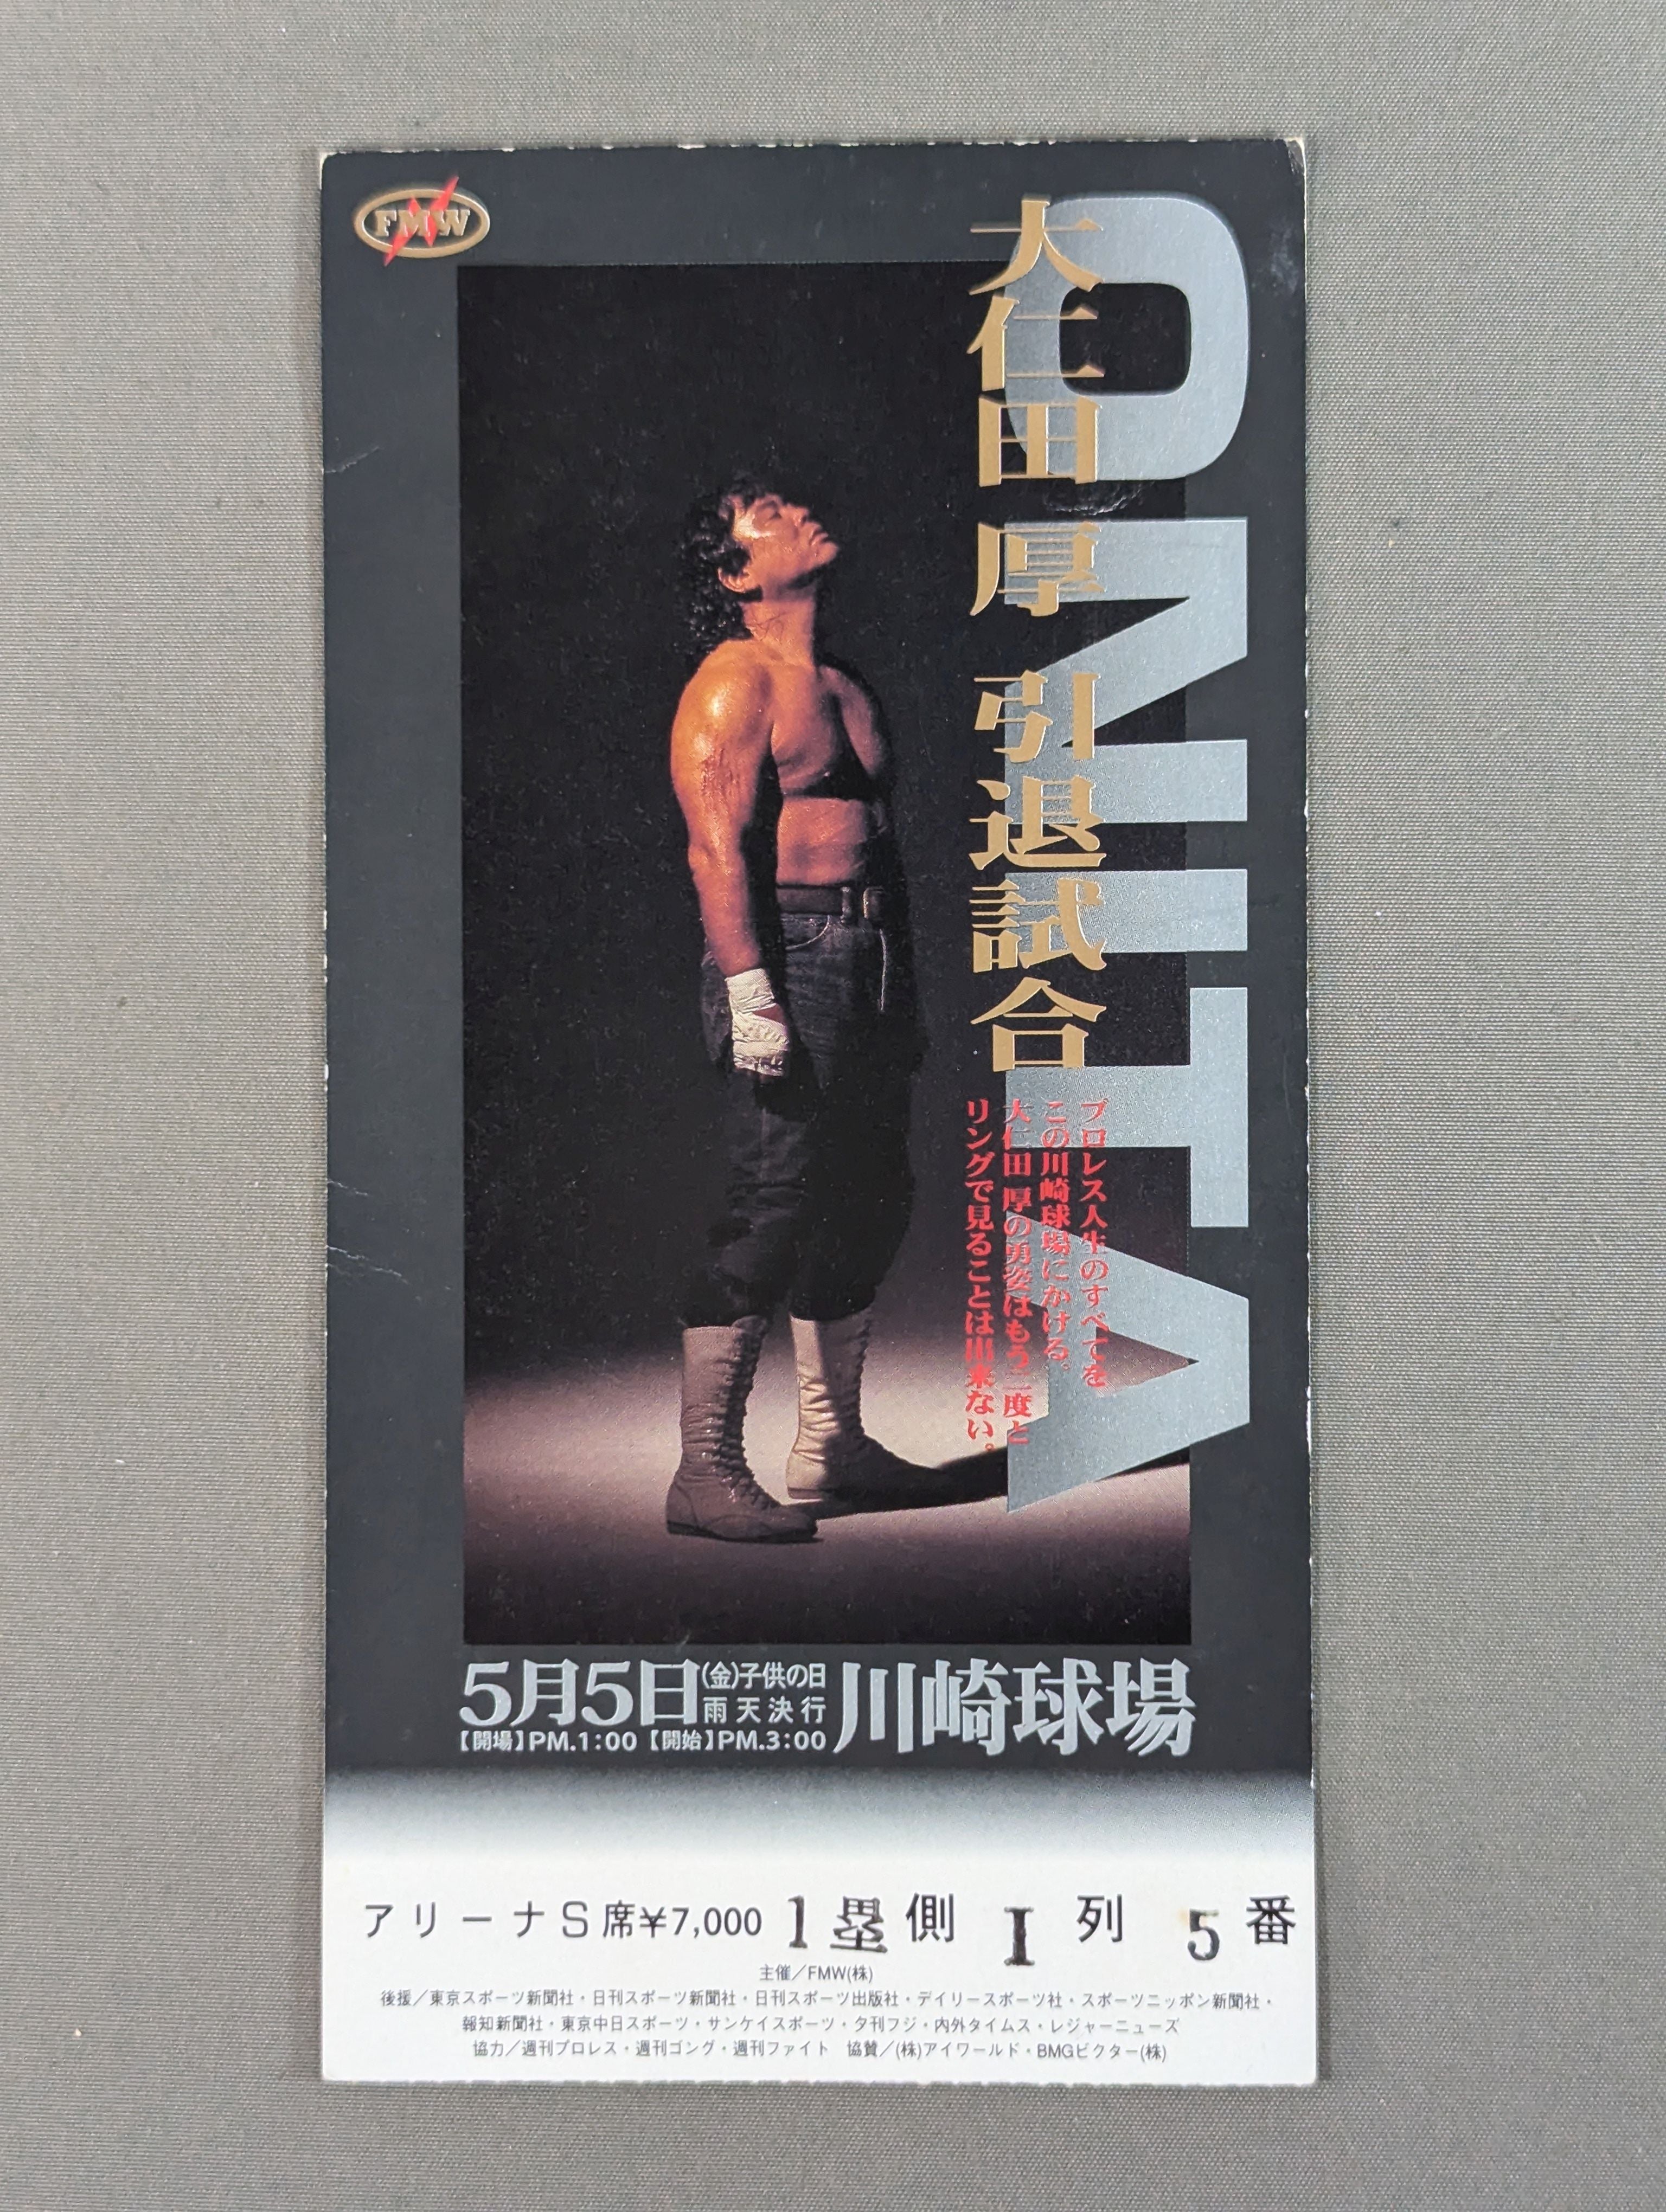 FMW
ONITA
大仁田 厚 引退試合
プロレス人生のすべてを
この川崎球場にかける。
大仁田 厚の勇姿はもう二度と
リングで見ることは出来ない。
5月5日(金)子供の日
雨天決行
【開場】PM.1:00 【開始】PM.3:00
川崎球場
アリーナS席¥7,000 1塁側 I列 5番
主催/FMW(株)
後援/東京スポーツ新聞社・日刊スポーツ新聞社・日刊スポーツ出版社・デイリースポーツ社・スポーツニッポン新聞社・
報知新聞社・東京中日スポーツ・サンケイスポーツ・夕刊フジ・内外タイムス・レジャーニューズ
協力/週刊プロレス・週刊ゴング・週刊ファイト 協賛/(株)アイワールド・BMGビクター(株)